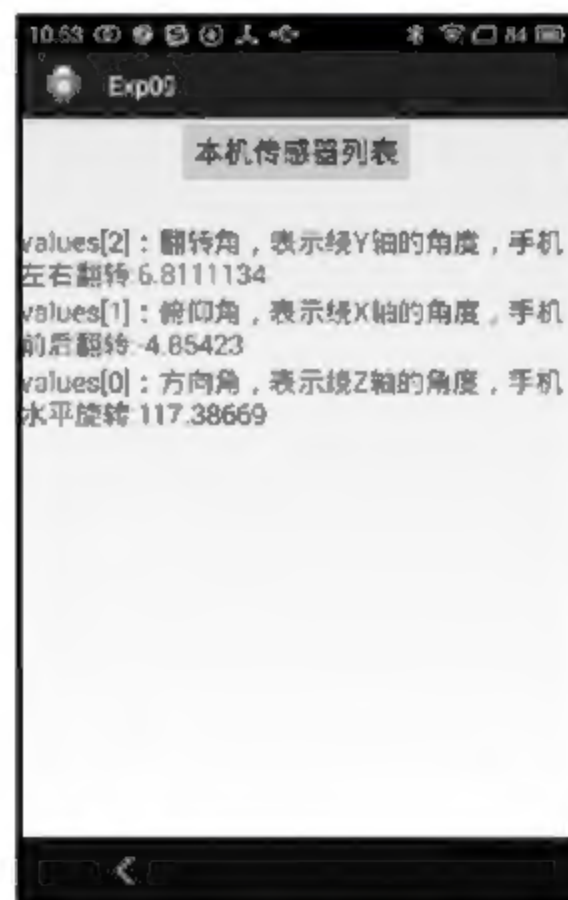 10:53
84
Exp09
本机传感器列表
values[2]：翻转角，表示绕Y轴的角度，手机
左右翻转:6.8111134
values[1]：俯仰角，表示绕X轴的角度，手机
前后翻转:-4.85423
values[0]：方向角，表示绕Z轴的角度，手机
水平旋转:117.38669